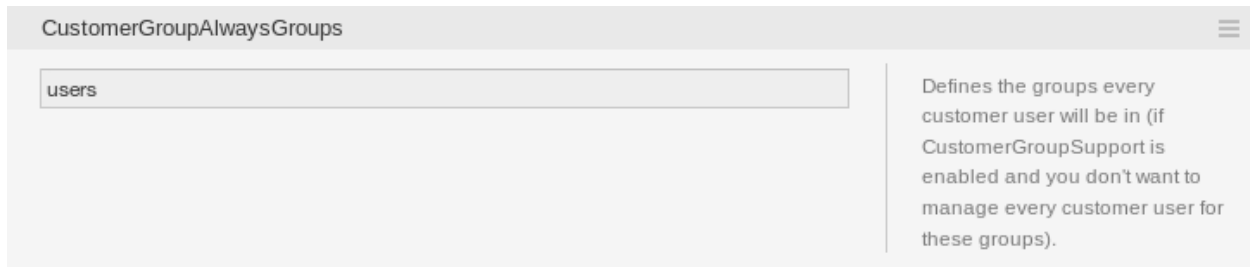 CustomerGroupAlwaysGroups
users
Defines the groups every
customer user will be in (if
CustomerGroupSupport is
enabled and you don't want to
manage every customer user for
these groups).